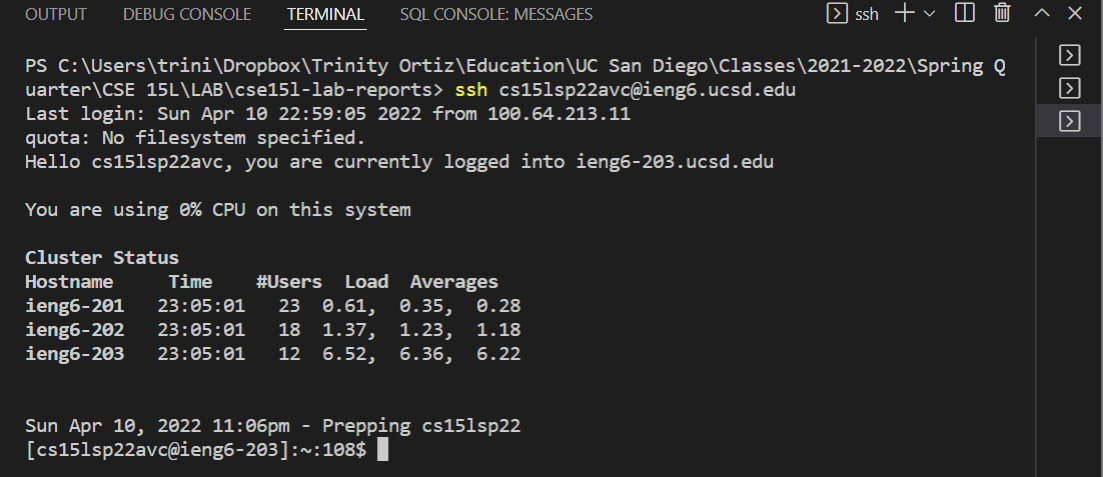 OUTPUT DEBUG CONSOLE TERMINAL SQL CONSOLE: MESSAGES ssh
PS C:\Users\trini\Dropbox\Trinity Ortiz\Education\UC San Diego\Classes\2021-2022\Spring Q
uarter\CSE 15L\LAB\cse15l-lab-reports> ssh cs15lsp22avc@ieng6.ucsd.edu
Last login: Sun Apr 10 22:59:05 2022 from 100.64.213.11
quota: No filesystem specified.
Hello cs15lsp22avc, you are currently logged into ieng6-203.ucsd.edu
You are using 0% CPU on this system
Cluster Status
Hostname     Time    #Users  Load  Averages
ieng6-201   23:05:01   23  0.61,  0.35,  0.28
ieng6-202   23:05:01   18  1.37,  1.23,  1.18
ieng6-203   23:05:01   12  6.52,  6.36,  6.22
Sun Apr 10, 2022 11:06pm - Prepping cs15lsp22
[cs15lsp22avc@ieng6-203]:~:108$